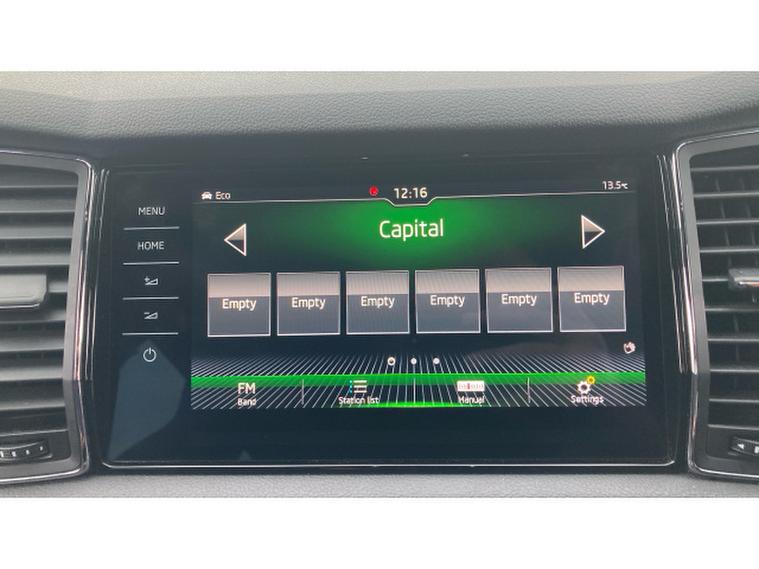 Eco 12:16 13.5°C
MENU
HOME
Capital
Empty Empty Empty Empty Empty Empty
FM
Band Station list Manual Settings